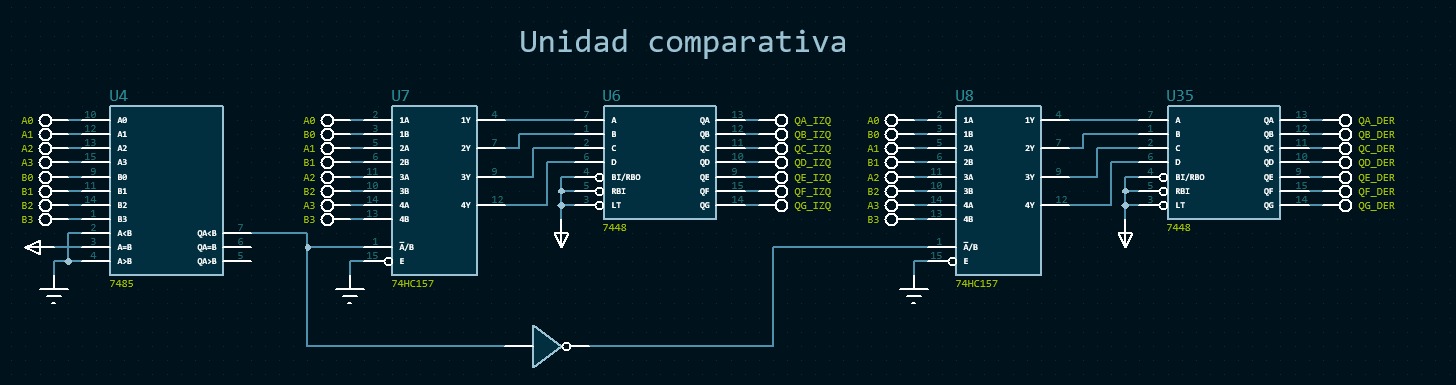 Unidad comparativa
U4
A0 10 A0
A1 12 A1
A2 13 A2
A3 15 A3
B0 9 B0
B1 11 B1
B2 14 B2
B3 1 B3
2 A<B QA<B 7
3 A=B QA=B 6
4 A>B QA>B 5
7485
U7
A0 2 1A 1Y 4
B0 3 1B
A1 5 2A 2Y 7
B1 6 2B
A2 11 3A 3Y 9
B2 10 3B
A3 14 4A 4Y 12
B3 13 4B
1 A/B
15 E
74HC157
U6
7 A QA 13 QA_IZQ
1 B QB 12 QB_IZQ
2 C QC 11 QC_IZQ
6 D QD 10 QD_IZQ
4 BI/RBO QE 9 QE_IZQ
5 RBI QF 15 QF_IZQ
3 LT QG 14 QG_IZQ
7448
U8
A0 2 1A 1Y 4
B0 3 1B
A1 5 2A 2Y 7
B1 6 2B
A2 11 3A 3Y 9
B2 10 3B
A3 14 4A 4Y 12
B3 13 4B
1 A/B
15 E
74HC157
U35
7 A QA 13 QA_DER
1 B QB 12 QB_DER
2 C QC 11 QC_DER
6 D QD 10 QD_DER
4 BI/RBO QE 9 QE_DER
5 RBI QF 15 QF_DER
3 LT QG 14 QG_DER
7448